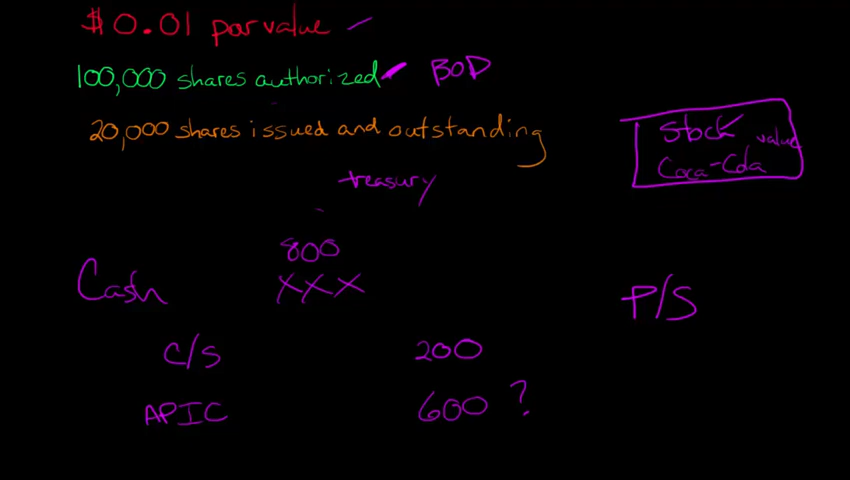 $0.01 par value
100,000 shares authorized BOD
20,000 shares issued and outstanding
Stock value
Coca-Cola
treasury
800
Cash XXX
P/S
C/S 200
APIC 600 ?